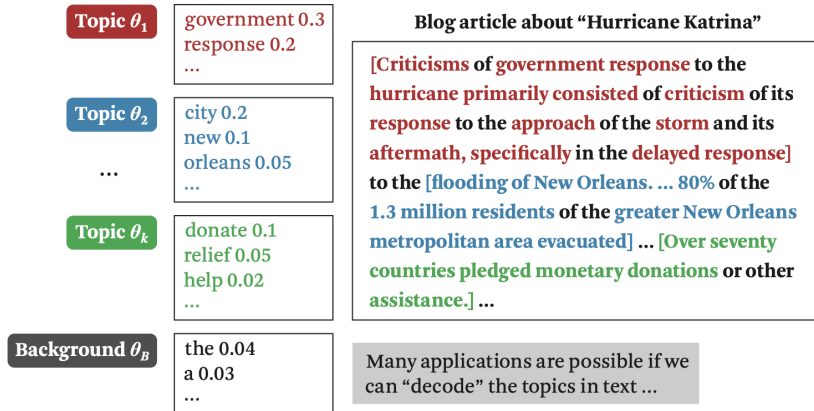 Topic θ1
government 0.3
response 0.2
...
Topic θ2
city 0.2
new 0.1
orleans 0.05
...
...
Topic θk
donate 0.1
relief 0.05
help 0.02
...
Background θB
the 0.04
a 0.03
...
Blog article about “Hurricane Katrina”
[Criticisms of government response to the
hurricane primarily consisted of criticism of its
response to the approach of the storm and its
aftermath, specifically in the delayed response]
to the [flooding of New Orleans. ... 80% of the
1.3 million residents of the greater New Orleans
metropolitan area evacuated] ... [Over seventy
countries pledged monetary donations or other
assistance.] ...
Many applications are possible if we
can “decode” the topics in text ...